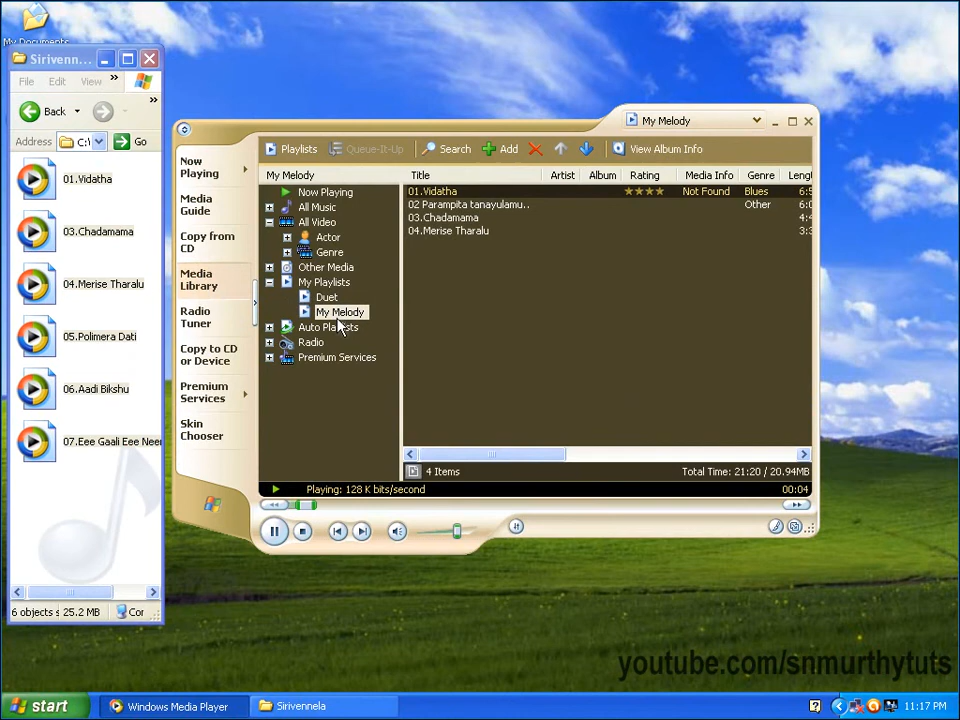 My Documents
Sirivenn...
File Edit View »
Back
»
Address C:\ Go
01.Vidatha
03.Chadamama
04.Merise Tharalu
05.Polimera Dati
06.Aadi Bikshu
07.Eee Gaali Eee Neer
6 objects s 25.2 MB
My Melody
Playlists Queue-It-Up Search Add View Album Info
Now Playing
Media Guide
Copy from CD
Media Library
Radio Tuner
Copy to CD or Device
Premium Services
Skin Chooser
My Melody
Now Playing
All Music
All Video
Actor
Genre
Other Media
My Playlists
Duet
My Melody
Auto Playlists
Radio
Premium Services
Title Artist Album Rating Media Info Genre
01.Vidatha ★★★★ Not Found Blues
02 Parampita tanayulamu.. Other
03.Chadamama
04.Merise Tharalu
4 Items Total Time: 21:20 / 20.94MB
Playing: 128 K bits/second 00:04
youtube.com/snmurthytuts
start Windows Media Player Sirivennela 11:17 PM